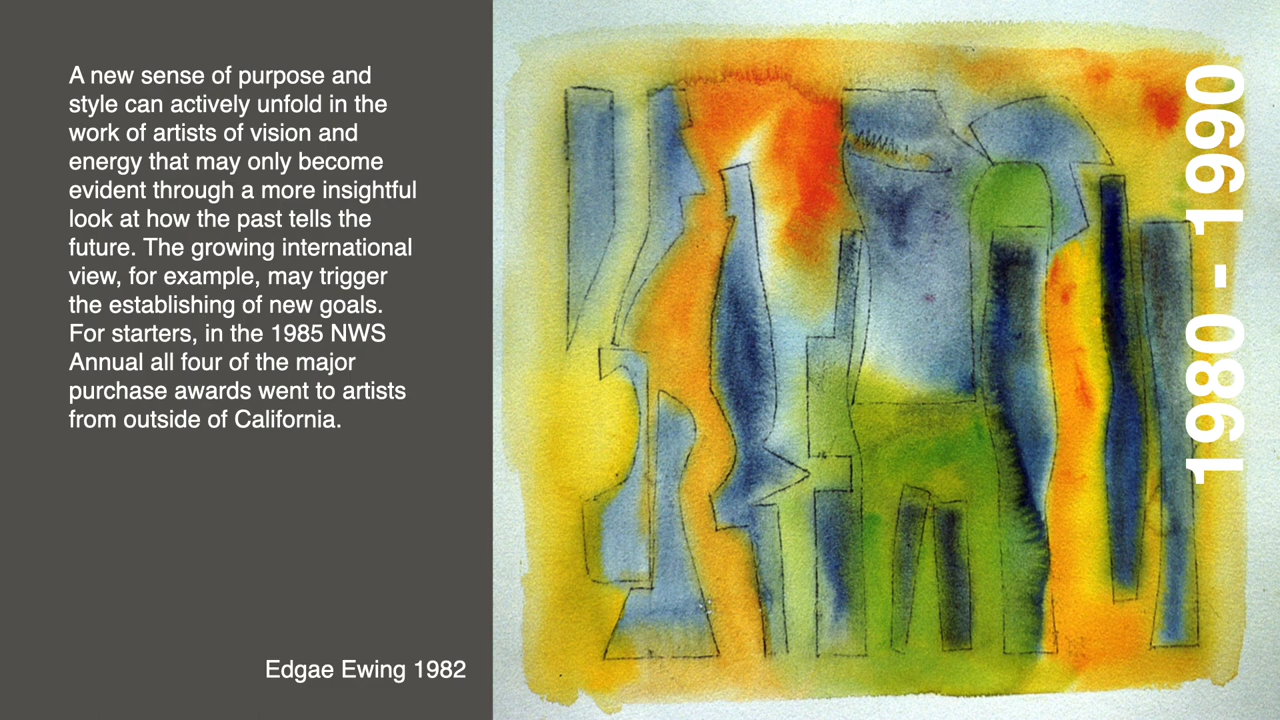 A new sense of purpose and
style can actively unfold in the
work of artists of vision and
energy that may only become
evident through a more insightful
look at how the past tells the
future. The growing international
view, for example, may trigger
the establishing of new goals.
For starters, in the 1985 NWS
Annual all four of the major
purchase awards went to artists
from outside of California.
Edgae Ewing 1982
1980 - 1990